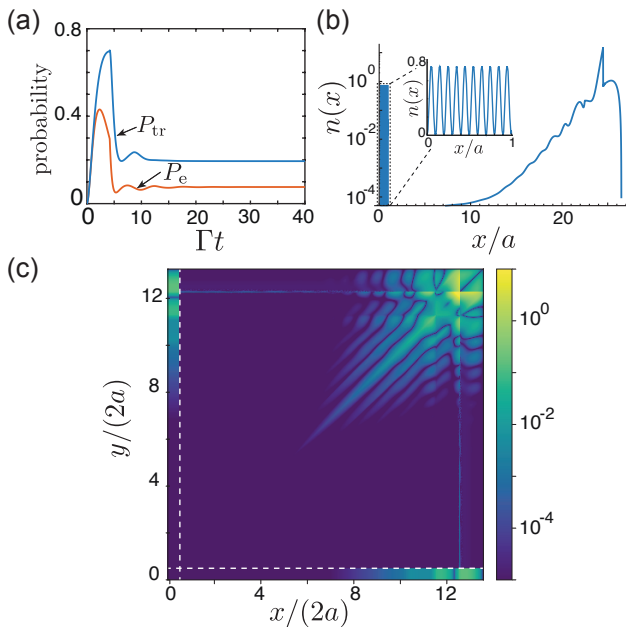 (a)
probability
0.8
0.4
0
P_tr
P_e
0 10 20 30 40
Γt
(b)
n(x)
10^0
10^-2
10^-4
0.8
n(x)
0
0 x/a 1
0 10 20
x/a
(c)
y/(2a)
12
8
4
0
0 4 8 12
x/(2a)
10^0
10^-2
10^-4